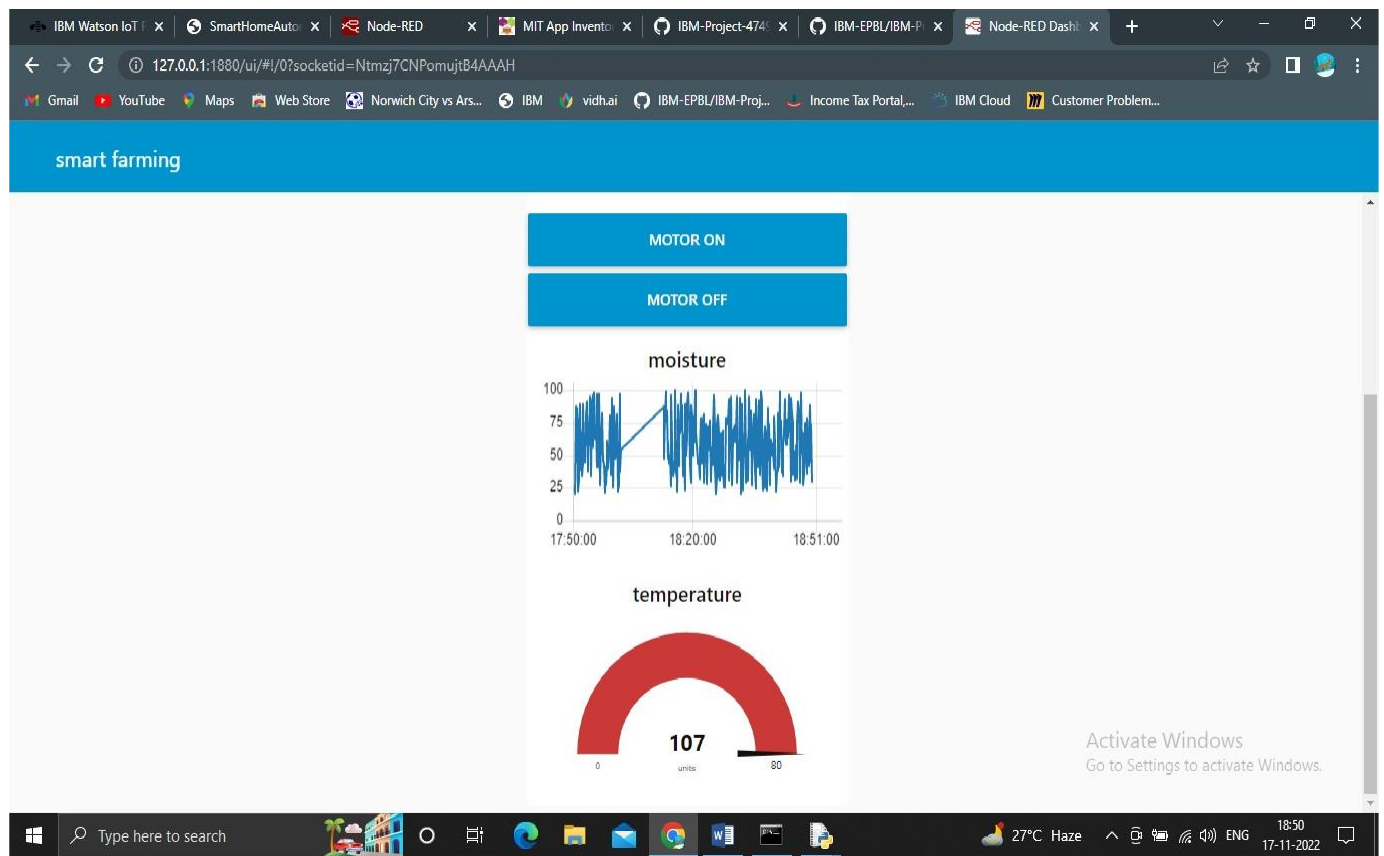 IBM Watson IoT P
SmartHomeAuto
Node-RED
MIT App Invento
IBM-Project-474
IBM-EPBL/IBM-P
Node-RED Dashb
127.0.0.1:1880/ui/#!/0?socketid=Ntmzj7CNPomujtB4AAAH
Gmail YouTube Maps Web Store Norwich City vs Ars... IBM vidh.ai IBM-EPBL/IBM-Proj... Income Tax Portal,... IBM Cloud Customer Problem...
smart farming
MOTOR ON
MOTOR OFF
moisture
100
75
50
25
0
17:50:00 18:20:00 18:51:00
temperature
107
units
0 80
Activate Windows
Go to Settings to activate Windows.
Type here to search
27°C Haze
ENG
18:50
17-11-2022